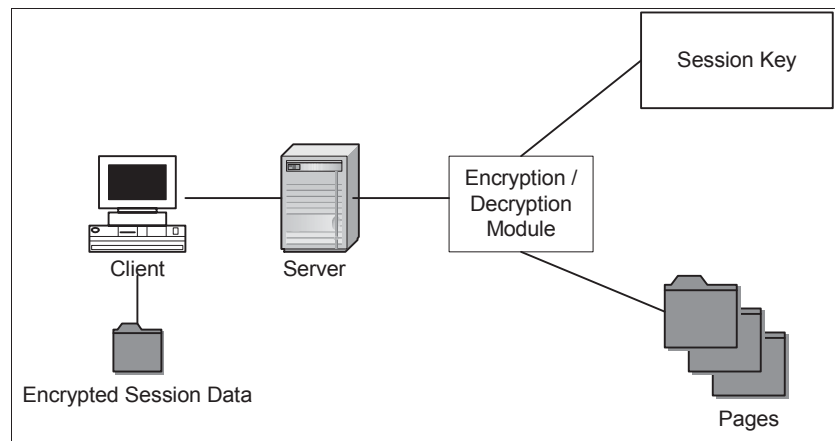 Session Key
Encryption /
Decryption
Module
Client
Server
Encrypted Session Data
Pages